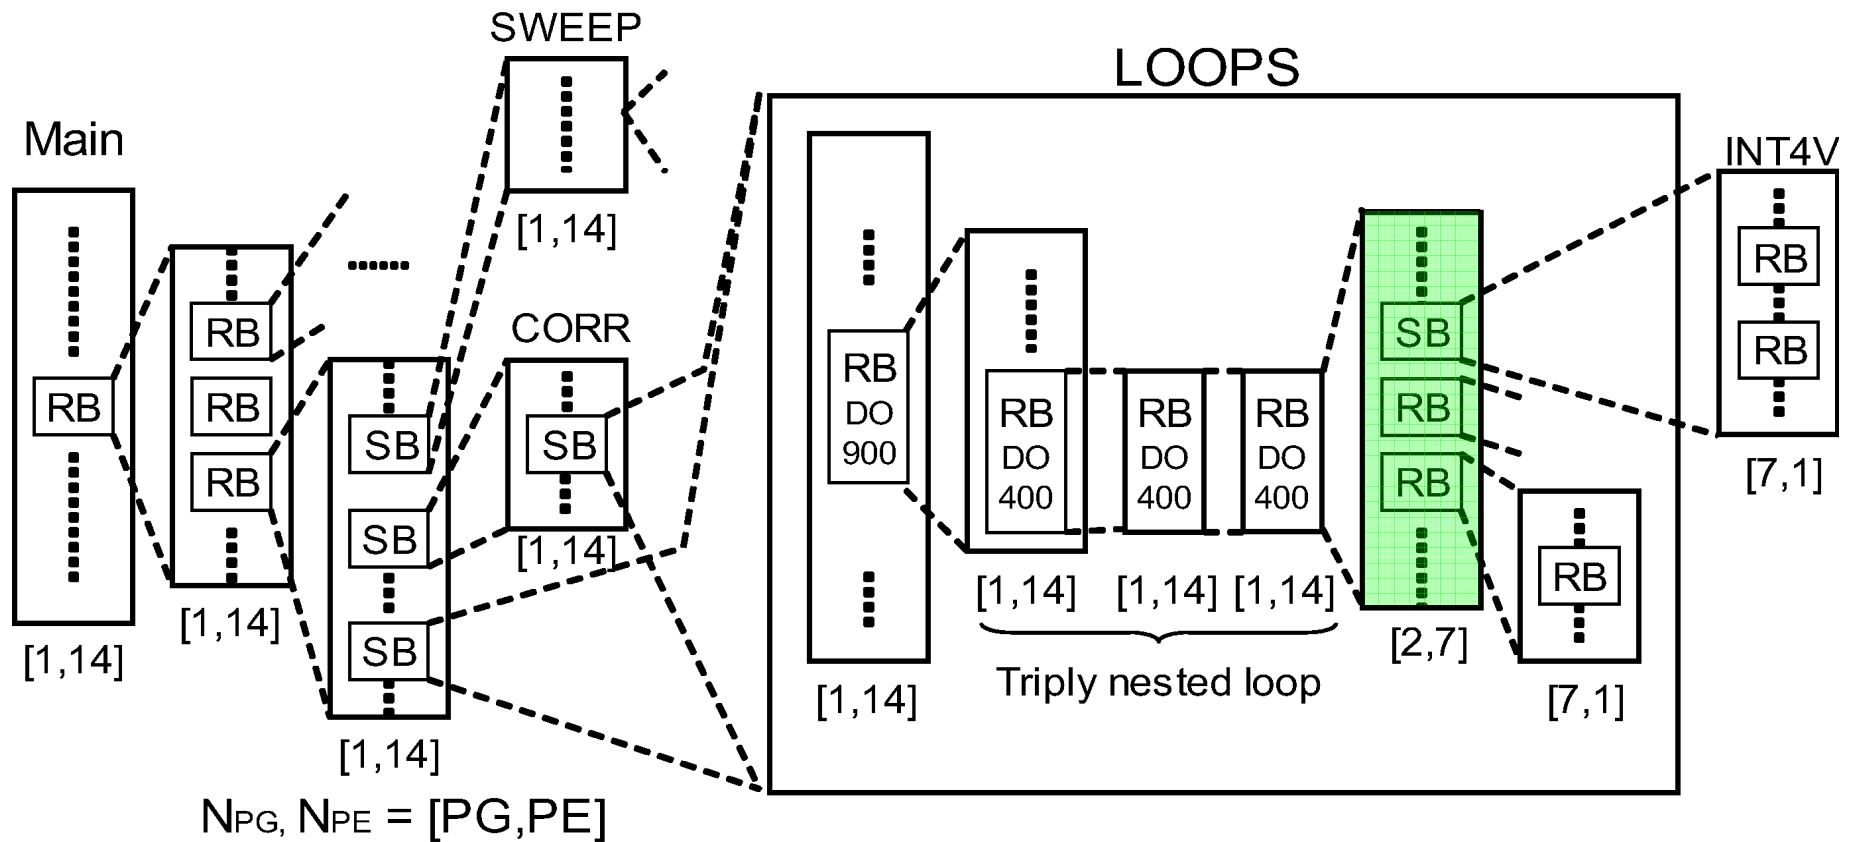 SWEEP
[1,14]
Main
RB
[1,14]
RB
RB
RB
[1,14]
SB
SB
SB
[1,14]
CORR
SB
[1,14]
NPG, NPE = [PG,PE]
LOOPS
RB
DO
900
[1,14]
RB
DO
400
[1,14]
RB
DO
400
[1,14]
RB
DO
400
[1,14]
Triply nested loop
SB
RB
RB
[2,7]
RB
[7,1]
INT4V
RB
RB
[7,1]